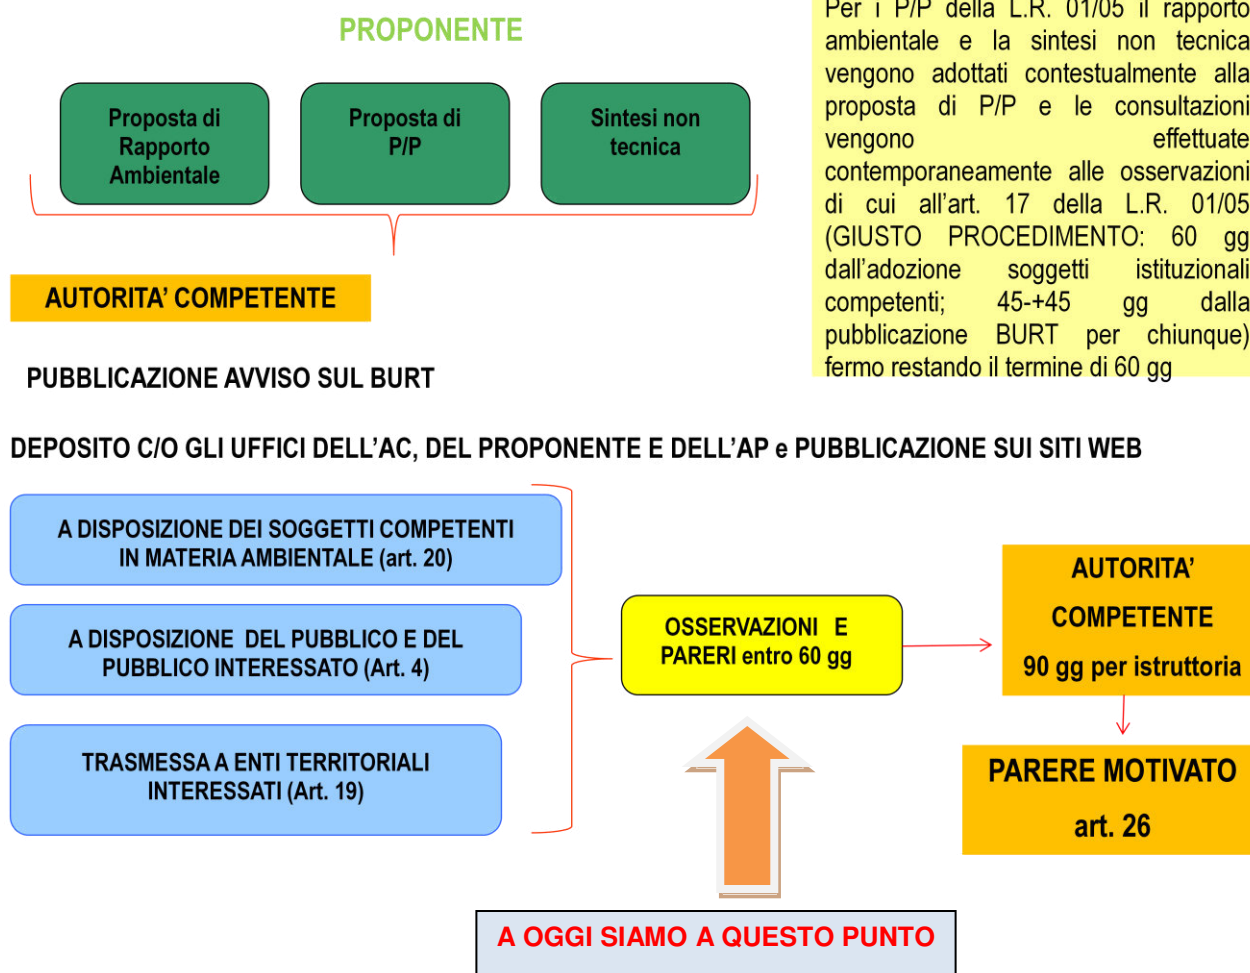 PROPONENTE
Proposta di
Rapporto
Ambientale
Proposta di
P/P
Sintesi non
tecnica
Per i P/P della L.R. 01/05 il rapporto
ambientale e la sintesi non tecnica
vengono adottati contestualmente alla
proposta di P/P e le consultazioni
vengono effettuate
contemporaneamente alle osservazioni
di cui all'art. 17 della L.R. 01/05
(GIUSTO PROCEDIMENTO: 60 gg
dall'adozione soggetti istituzionali
competenti; 45-+45 gg dalla
pubblicazione BURT per chiunque)
fermo restando il termine di 60 gg
AUTORITA' COMPETENTE
PUBBLICAZIONE AVVISO SUL BURT
DEPOSITO C/O GLI UFFICI DELL'AC, DEL PROPONENTE E DELL'AP e PUBBLICAZIONE SUI SITI WEB
A DISPOSIZIONE DEI SOGGETTI COMPETENTI
IN MATERIA AMBIENTALE (art. 20)
A DISPOSIZIONE DEL PUBBLICO E DEL
PUBBLICO INTERESSATO (Art. 4)
TRASMESSA A ENTI TERRITORIALI
INTERESSATI (Art. 19)
OSSERVAZIONI E
PARERI entro 60 gg
AUTORITA'
COMPETENTE
90 gg per istruttoria
PARERE MOTIVATO
art. 26
A OGGI SIAMO A QUESTO PUNTO